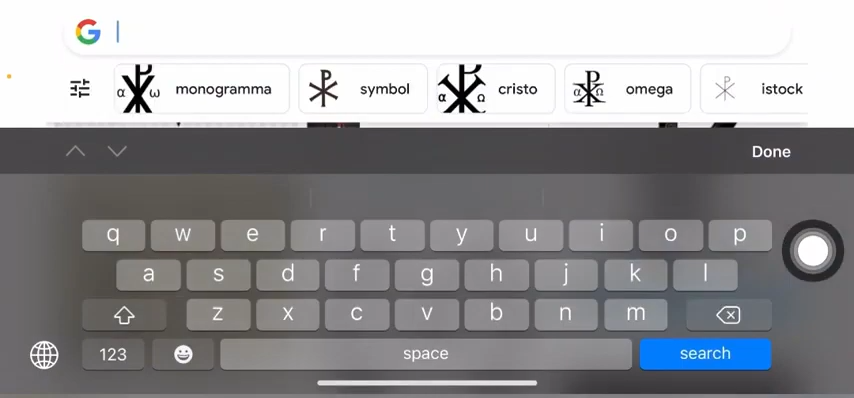 G
monogramma symbol cristo omega istock
Done
q w e r t y u i o p
a s d f g h j k l
z x c v b n m
123 space search